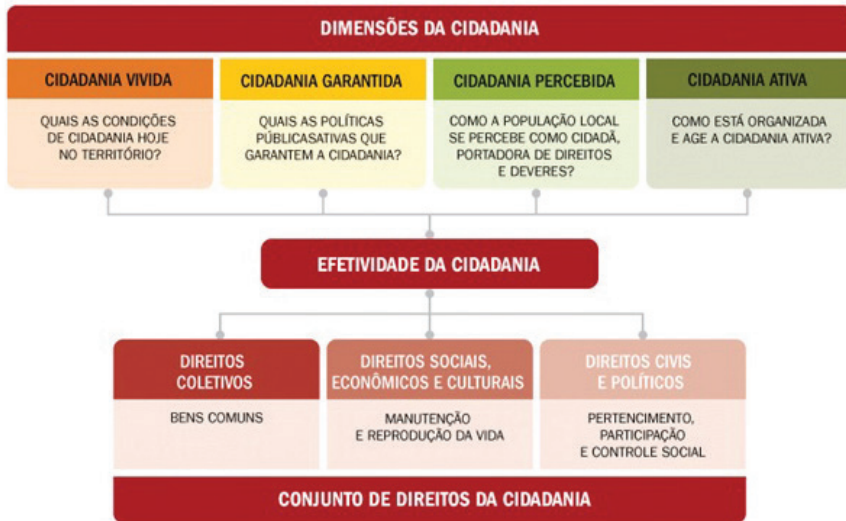 DIMENSÕES DA CIDADANIA
CIDADANIA VIVIDA
QUAIS AS CONDIÇÕES
DE CIDADANIA HOJE
NO TERRITÓRIO?
CIDADANIA GARANTIDA
QUAIS AS POLÍTICAS
PÚBLICASATIVAS QUE
GARANTEM A CIDADANIA?
CIDADANIA PERCEBIDA
COMO A POPULAÇÃO LOCAL
SE PERCEBE COMO CIDADÃ,
PORTADORA DE DIREITOS
E DEVERES?
CIDADANIA ATIVA
COMO ESTÁ ORGANIZADA
E AGE A CIDADANIA ATIVA?
EFETIVIDADE DA CIDADANIA
DIREITOS
COLETIVOS
BENS COMUNS
DIREITOS SOCIAIS,
ECONÔMICOS E CULTURAIS
MANUTENÇÃO
E REPRODUÇÃO DA VIDA
DIREITOS CIVIS
E POLÍTICOS
PERTENCIMENTO,
PARTICIPAÇÃO
E CONTROLE SOCIAL
CONJUNTO DE DIREITOS DA CIDADANIA